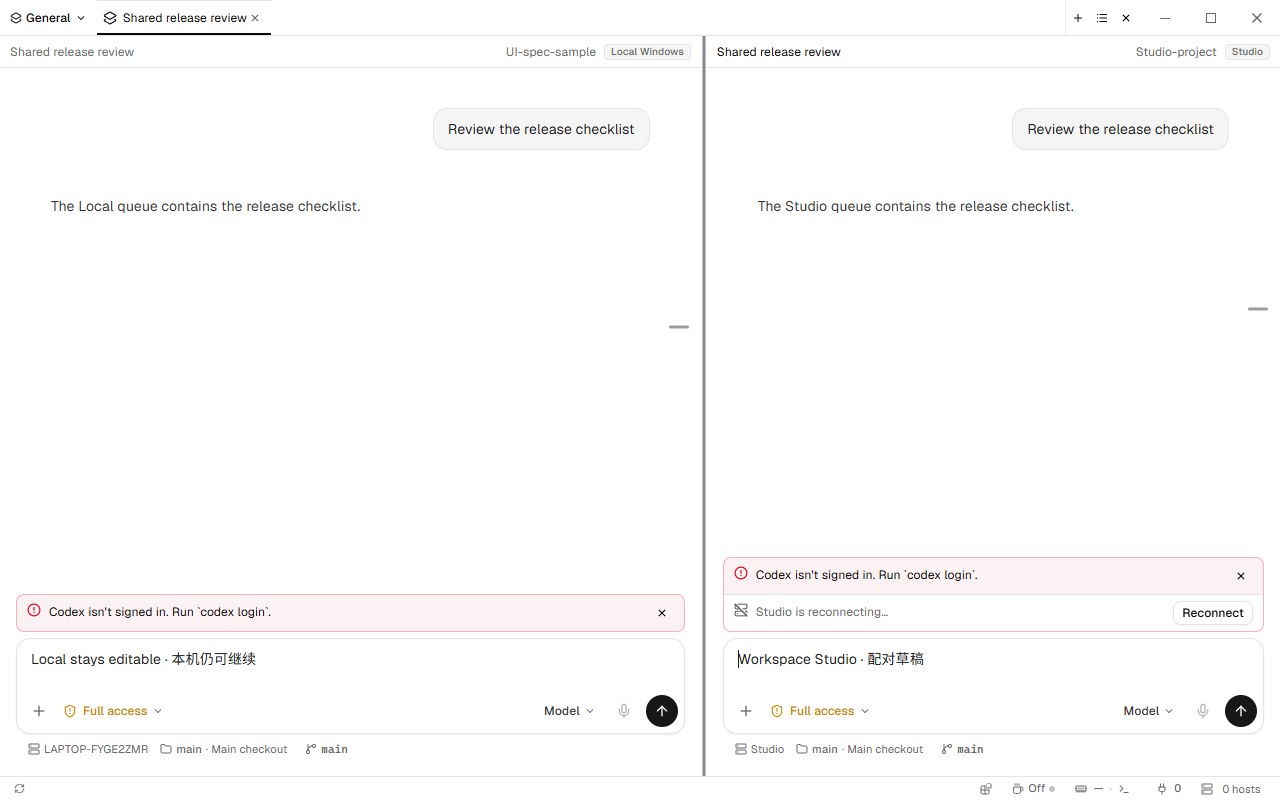 General
Shared release review
Shared release review
UI-spec-sample
Local Windows
Review the release checklist
The Local queue contains the release checklist.
Codex isn't signed in. Run `codex login`.
Local stays editable · 本机仍可继续
Full access
Model
LAPTOP-FYGE2ZMR
main · Main checkout
main
Shared release review
Studio-project
Studio
Review the release checklist
The Studio queue contains the release checklist.
Codex isn't signed in. Run `codex login`.
Studio is reconnecting…
Reconnect
Workspace Studio · 配对草稿
Full access
Model
Studio
main · Main checkout
main
Off
— ·
0
0 hosts